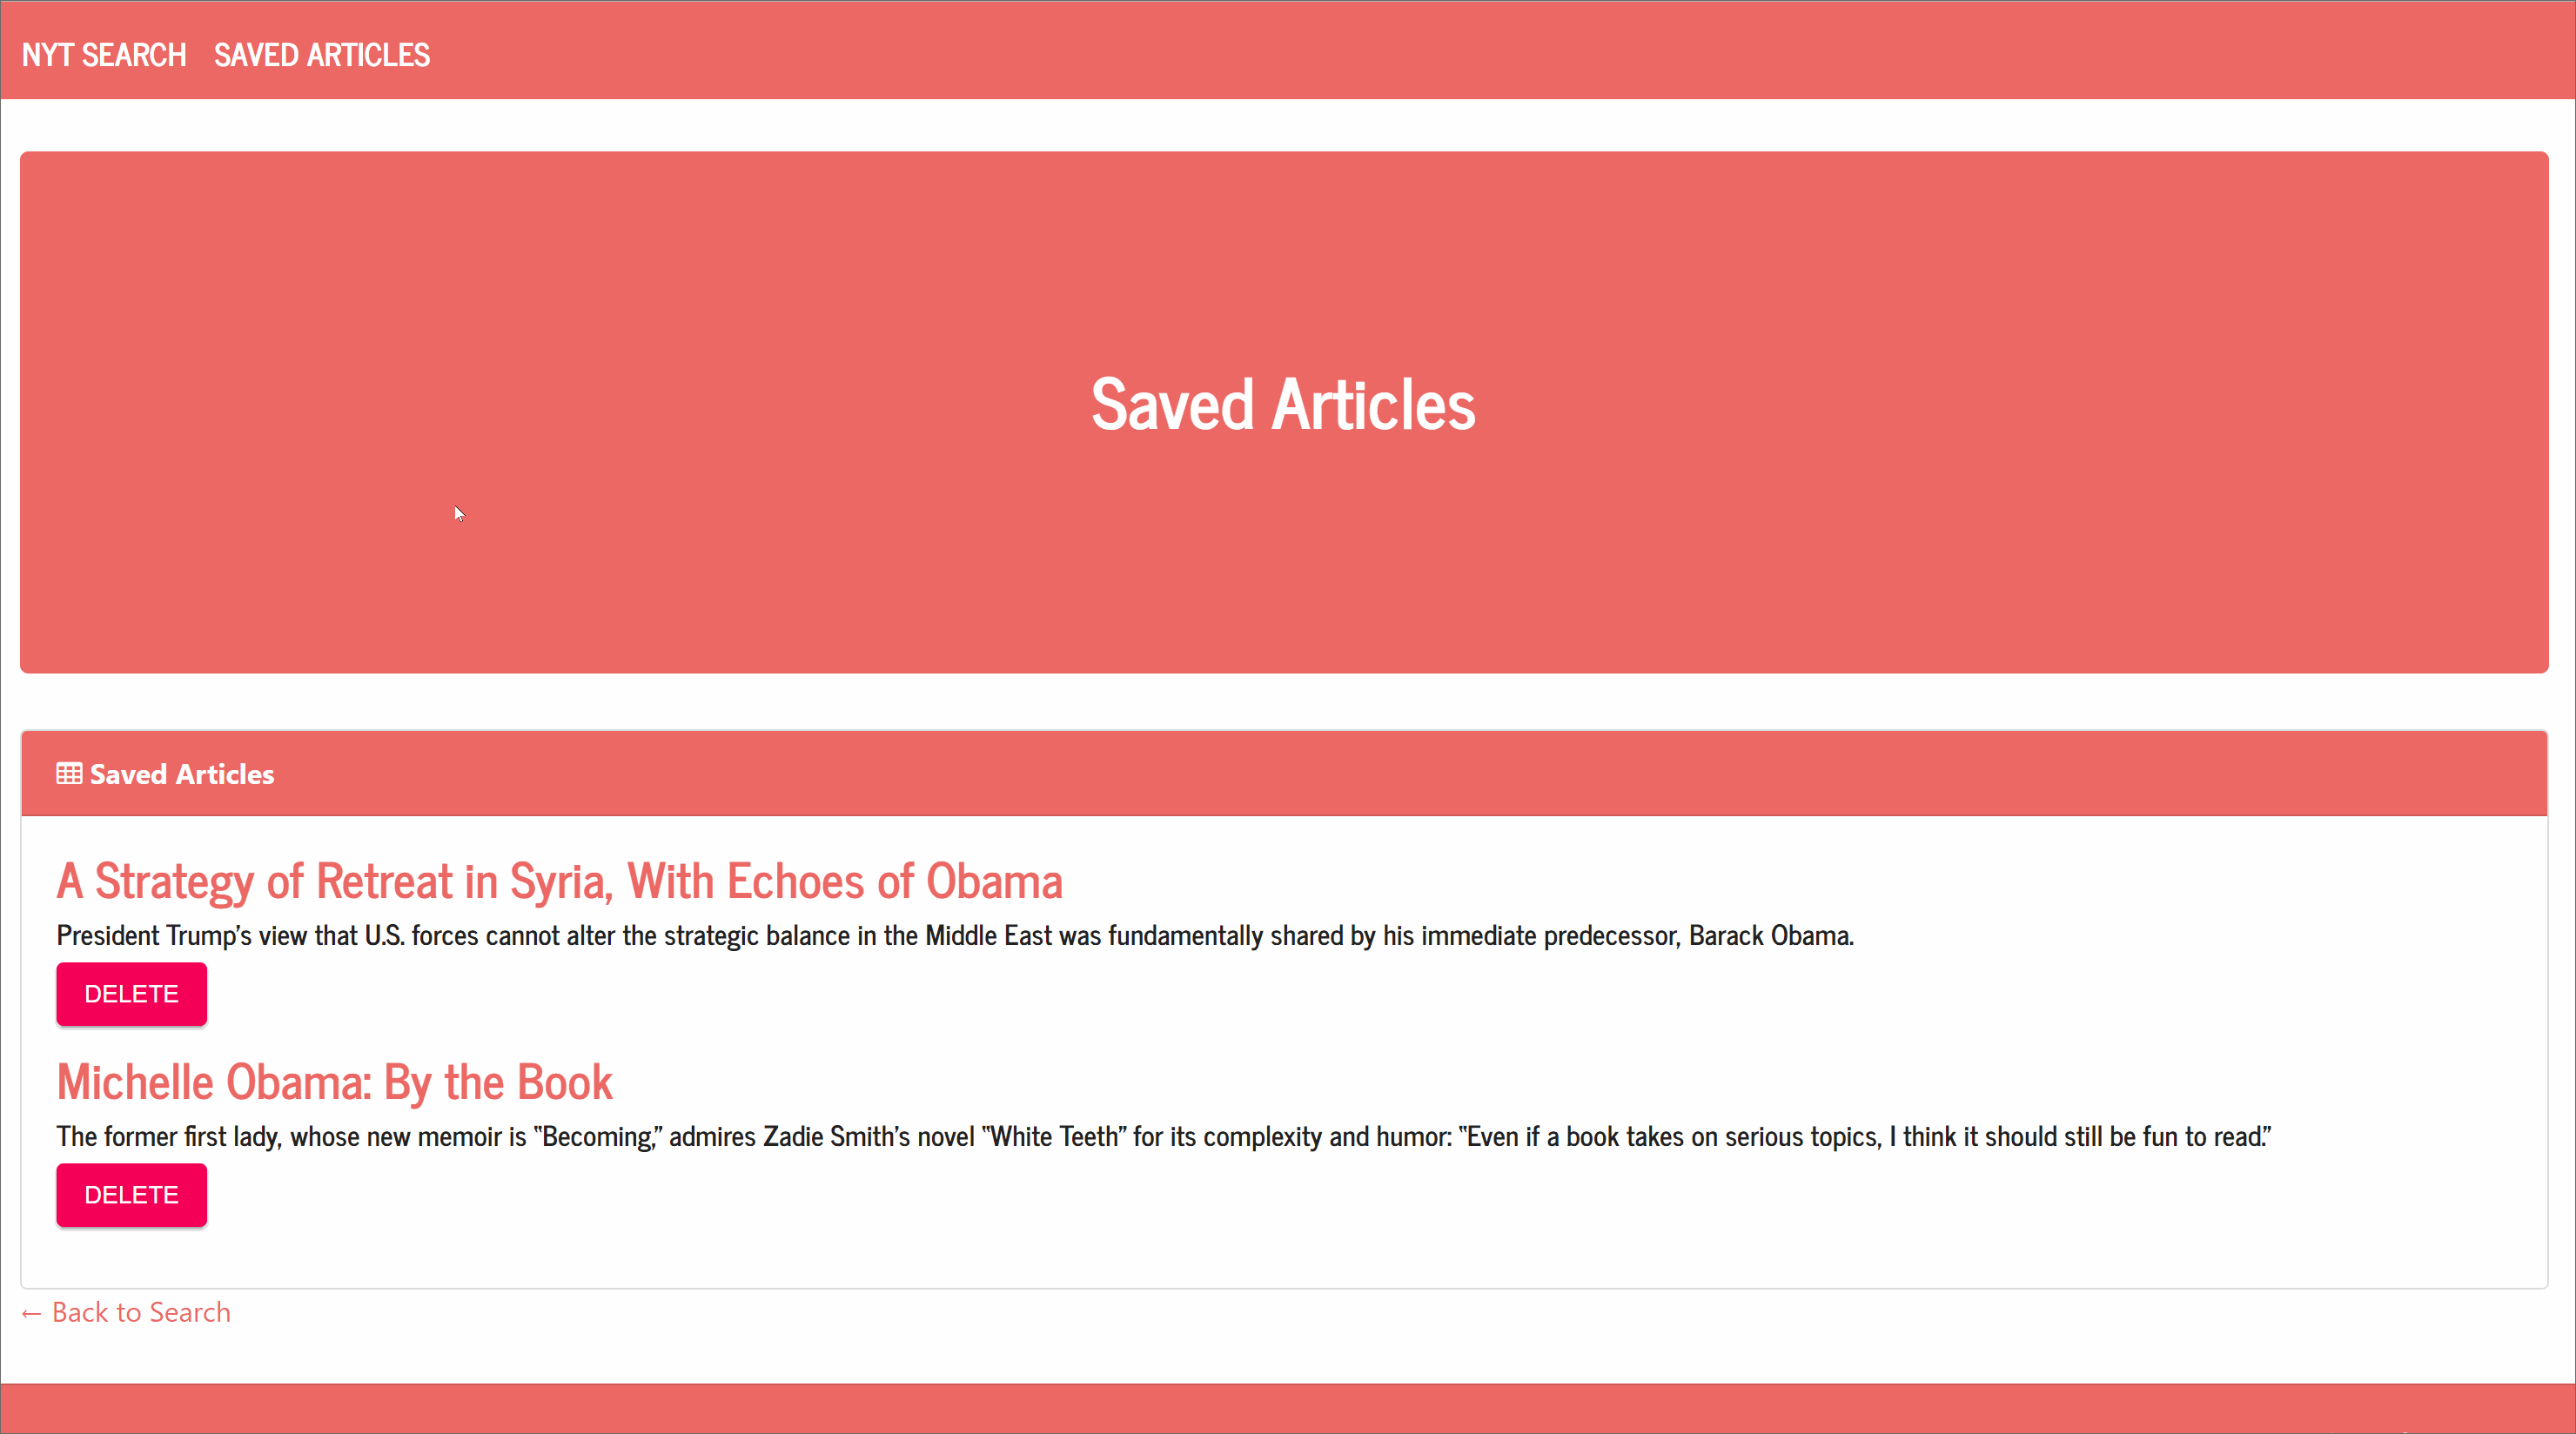 NYT SEARCH SAVED ARTICLES
Saved Articles
Saved Articles
A Strategy of Retreat in Syria, With Echoes of Obama
President Trump’s view that U.S. forces cannot alter the strategic balance in the Middle East was fundamentally shared by his immediate predecessor, Barack Obama.
DELETE
Michelle Obama: By the Book
The former first lady, whose new memoir is “Becoming,” admires Zadie Smith’s novel “White Teeth” for its complexity and humor: “Even if a book takes on serious topics, I think it should still be fun to read.”
DELETE
← Back to Search